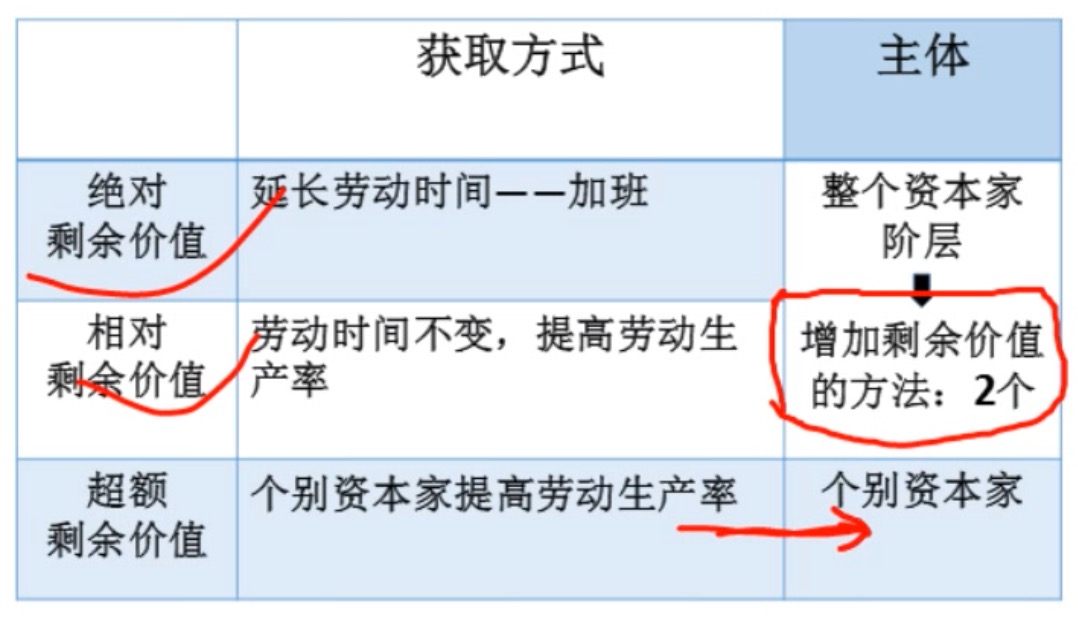 获取方式
主体
绝对
剩余价值
延长劳动时间——加班
整个资本家
阶层
相对
剩余价值
劳动时间不变，提高劳动生
产率
增加剩余价值
的方法：2个
超额
剩余价值
个别资本家提高劳动生产率
个别资本家